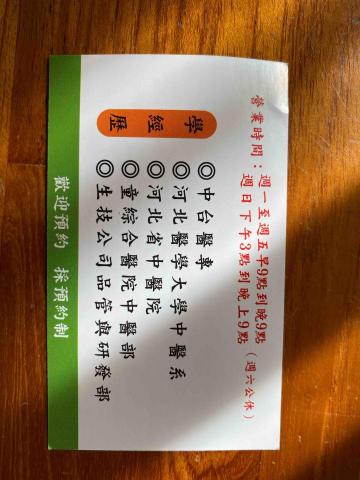 營業時間：週一至週五早9點到晚9點
週日下午3點到晚上9點（週六公休）
學經歷
◎中台醫專
◎河北醫學大學中醫系
◎河北省中醫院
◎童綜合醫院中醫部
◎生技公司品管與研發部
歡迎預約 採預約制